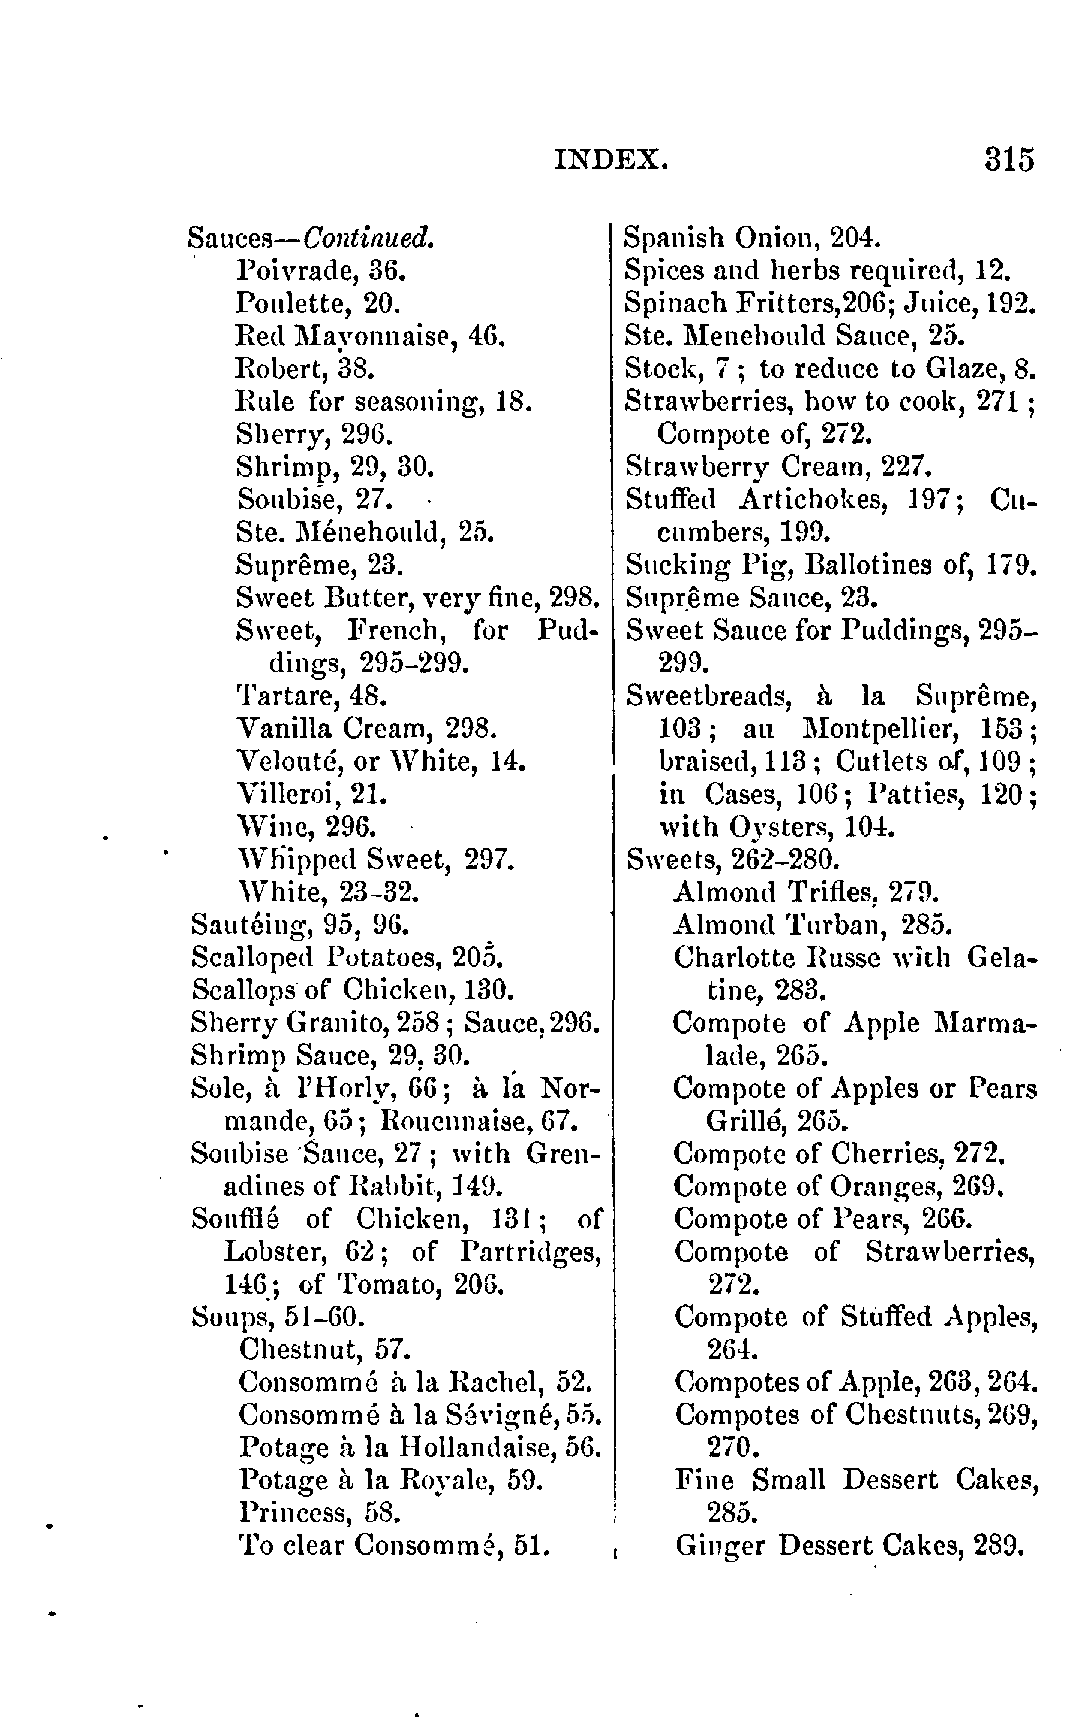 INDEX. 315
Sauces—Continued.
Poivrade, 36.
Poulette, 20.
Red Mayonnaise, 46.
Robert, 38.
Rule for seasoning, 18.
Sherry, 296.
Shrimp, 29, 30.
Soubise, 27.
Ste. Ménehould, 25.
Suprême, 23.
Sweet Butter, very fine, 298.
Sweet, French, for Pud-
dings, 295–299.
Tartare, 48.
Vanilla Cream, 298.
Velouté, or White, 14.
Villeroi, 21.
Wine, 296.
Whipped Sweet, 297.
White, 23–32.
Sautéing, 95, 96.
Scalloped Potatoes, 205.
Scallops of Chicken, 130.
Sherry Granito, 258; Sauce, 296.
Shrimp Sauce, 29, 30.
Sole, à l'Horly, 66; à la Nor-
mande, 65; Rouennaise, 67.
Soubise Sauce, 27; with Gren-
adines of Rabbit, 149.
Soufflé of Chicken, 131; of
Lobster, 62; of Partridges,
146; of Tomato, 206.
Soups, 51–60.
Chestnut, 57.
Consommé à la Rachel, 52.
Consommé à la Sévigné, 55.
Potage à la Hollandaise, 56.
Potage à la Royale, 59.
Princess, 58.
To clear Consommé, 51.
Spanish Onion, 204.
Spices and herbs required, 12.
Spinach Fritters, 206; Juice, 192.
Ste. Menehould Sauce, 25.
Stock, 7; to reduce to Glaze, 8.
Strawberries, how to cook, 271;
Compote of, 272.
Strawberry Cream, 227.
Stuffed Artichokes, 197; Cu-
cumbers, 199.
Sucking Pig, Ballotines of, 179.
Suprême Sauce, 23.
Sweet Sauce for Puddings, 295–
299.
Sweetbreads, à la Suprême,
103; au Montpellier, 153;
braised, 113; Cutlets of, 109;
in Cases, 106; Patties, 120;
with Oysters, 104.
Sweets, 262–280.
Almond Trifles, 279.
Almond Turban, 285.
Charlotte Russe with Gela-
tine, 283.
Compote of Apple Marma-
lade, 265.
Compote of Apples or Pears
Grillé, 265.
Compote of Cherries, 272.
Compote of Oranges, 269.
Compote of Pears, 266.
Compote of Strawberries,
272.
Compote of Stuffed Apples,
264.
Compotes of Apple, 263, 264.
Compotes of Chestnuts, 269,
270.
Fine Small Dessert Cakes,
285.
Ginger Dessert Cakes, 289.